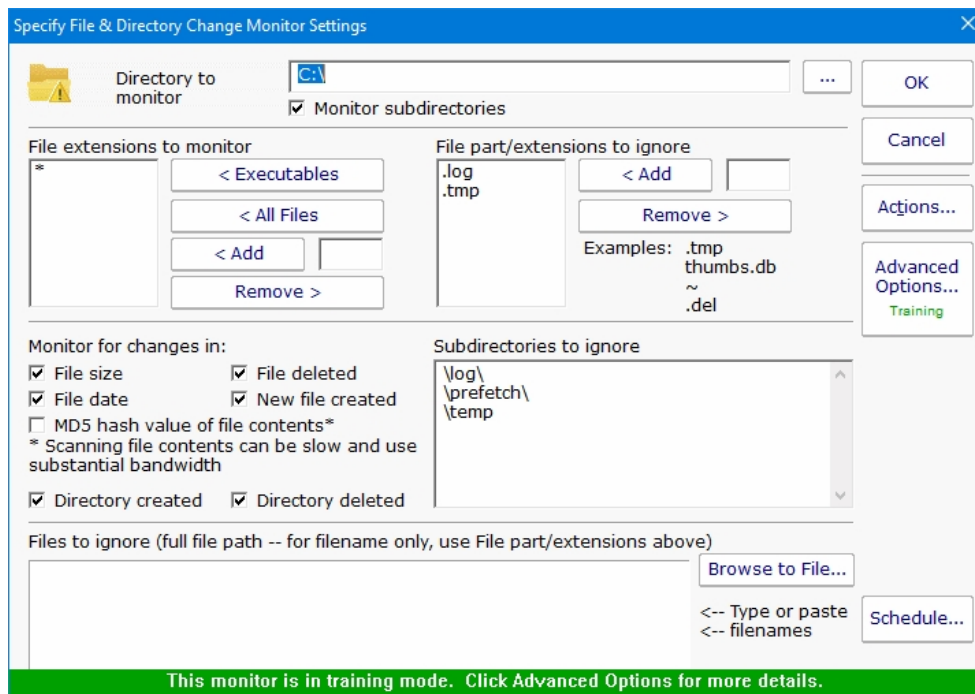 Specify File & Directory Change Monitor Settings
Directory to monitor
C:\
...
OK
Monitor subdirectories
Cancel
File extensions to monitor
File part/extensions to ignore
*
< Executables
.log
.tmp
< Add
Actions...
< All Files
Remove >
< Add
Examples: .tmp
thumbs.db
~
.del
Remove >
Advanced Options...
Training
Monitor for changes in:
Subdirectories to ignore
File size
File deleted
\log\
\prefetch\
\temp
File date
New file created
MD5 hash value of file contents*
* Scanning file contents can be slow and use
substantial bandwidth
Directory created
Directory deleted
Files to ignore (full file path -- for filename only, use File part/extensions above)
Browse to File...
<-- Type or paste
<-- filenames
Schedule...
This monitor is in training mode. Click Advanced Options for more details.